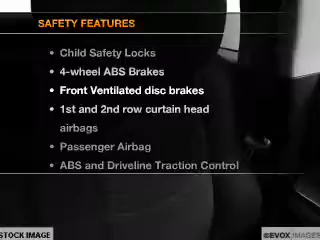 SAFETY FEATURES
• Child Safety Locks
• 4-wheel ABS Brakes
• Front Ventilated disc brakes
• 1st and 2nd row curtain head
airbags
• Passenger Airbag
• ABS and Driveline Traction Control
STOCK IMAGE
©EVOX IMAGES